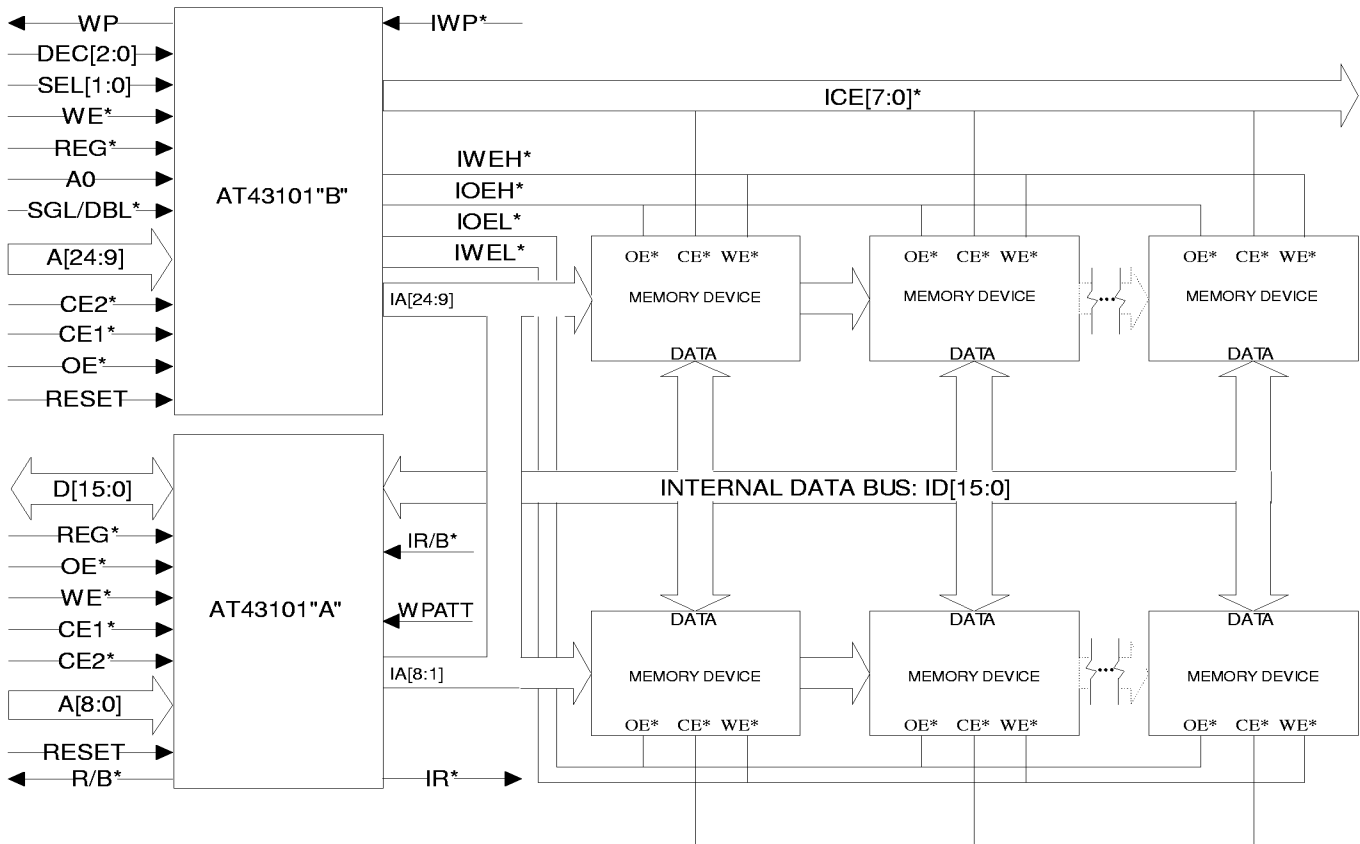 WP
IWP*
DEC[2:0]
SEL[1:0]
ICE[7:0]*
WE*
REG*
IWEH*
A0
AT43101"B"
IOEH*
SGL/DBL*
IOEL*
A[24:9]
IWEL*
OE* CE* WE*
OE* CE* WE*
OE* CE* WE*
CE2*
IA[24:9]
MEMORY DEVICE
MEMORY DEVICE
MEMORY DEVICE
CE1*
OE*
DATA
DATA
DATA
RESET
D[15:0]
INTERNAL DATA BUS: ID[15:0]
REG*
IR/B*
OE*
WE*
AT43101"A"
WPATT
CE1*
DATA
DATA
DATA
CE2*
IA[8:1]
MEMORY DEVICE
MEMORY DEVICE
MEMORY DEVICE
A[8:0]
OE* CE* WE*
OE* CE* WE*
OE* CE* WE*
RESET
R/B*
IR*